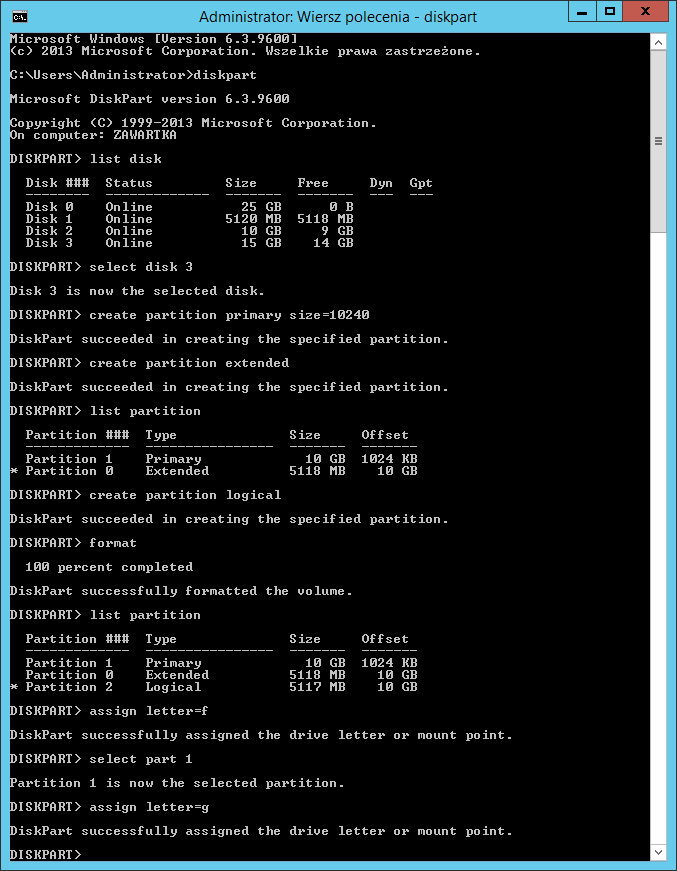 Administrator: Wiersz polecenia - diskpart
Microsoft Windows [Version 6.3.9600]
(c) 2013 Microsoft Corporation. Wszelkie prawa zastrzeżone.
C:\Users\Administrator>diskpart
Microsoft DiskPart version 6.3.9600
Copyright (C) 1999-2013 Microsoft Corporation.
On computer: ZAWARTKA
DISKPART> list disk
  Disk ###  Status         Size     Free     Dyn  Gpt
  --------  -------------  -------  -------  ---  ---
  Disk 0    Online           25 GB      0 B
  Disk 1    Online         5120 MB  5118 MB
  Disk 2    Online           10 GB     9 GB
  Disk 3    Online           15 GB    14 GB
DISKPART> select disk 3
Disk 3 is now the selected disk.
DISKPART> create partition primary size=10240
DiskPart succeeded in creating the specified partition.
DISKPART> create partition extended
DiskPart succeeded in creating the specified partition.
DISKPART> list partition
  Partition ###  Type              Size     Offset
  -------------  ----------------  -------  -------
  Partition 1    Primary             10 GB  1024 KB
* Partition 0    Extended          5118 MB    10 GB
DISKPART> create partition logical
DiskPart succeeded in creating the specified partition.
DISKPART> format
  100 percent completed
DiskPart successfully formatted the volume.
DISKPART> list partition
  Partition ###  Type              Size     Offset
  -------------  ----------------  -------  -------
  Partition 1    Primary             10 GB  1024 KB
  Partition 0    Extended          5118 MB    10 GB
* Partition 2    Logical           5117 MB    10 GB
DISKPART> assign letter=f
DiskPart successfully assigned the drive letter or mount point.
DISKPART> select part 1
Partition 1 is now the selected partition.
DISKPART> assign letter=g
DiskPart successfully assigned the drive letter or mount point.
DISKPART>